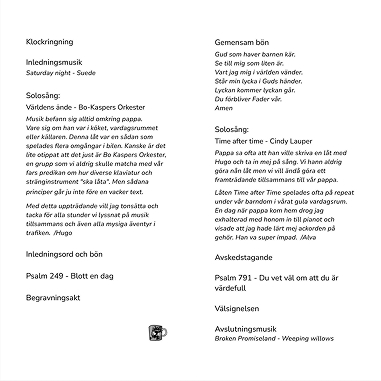 Klockringning
Inledningsmusik
Saturday night - Suede
Solosång:
Världens ände - Bo-Kaspers Orkester
Musik befann sig alltid omkring pappa.
Vare sig om han var i köket, vardagsrummet
eller källaren. Denna låt var en sådan som
spelades flera omgångar i bilen. Kanske är det
lite otippat att det just är Bo Kaspers Orkester,
en grupp som vi aldrig skulle matcha med vår
fars predikan om hur diverse klaviatur och
stränginstrument "ska låta". Men sådana
principer går ju inte före en vacker text.
Med detta uppträdande vill jag tonsätta och
tacka för alla stunder vi lyssnat på musik
tillsammans och även alla mysiga äventyr i
trafiken. /Hugo
Inledningsord och bön
Psalm 249 - Blott en dag
Begravningsakt
Gemensam bön
Gud som haver barnen kär.
Se till mig som liten är.
Vart jag mig i världen vänder.
Står min lycka i Guds händer.
Lyckan kommer lyckan går.
Du förbliver Fader vår.
Amen
Solosång:
Time after time - Cindy Lauper
Pappa sa ofta att han ville skriva en låt med
Hugo och ta in mej på sång. Vi hann aldrig
göra nån låt men vi vill ändå göra ett
framträdande tillsammans till vår pappa.
Låten Time after Time spelades ofta på repeat
under vår barndom i vårat gula vardagsrum.
En dag när pappa kom hem drog jag
exhalterad med honom in till pianot och
visade att jag hade lärt mej ackorden på
gehör. Han va super impad. /Alva
Avskedstagande
Psalm 791 - Du vet väl om att du är
värdefull
Välsignelsen
Avslutningsmusik
Broken Promiseland - Weeping willows